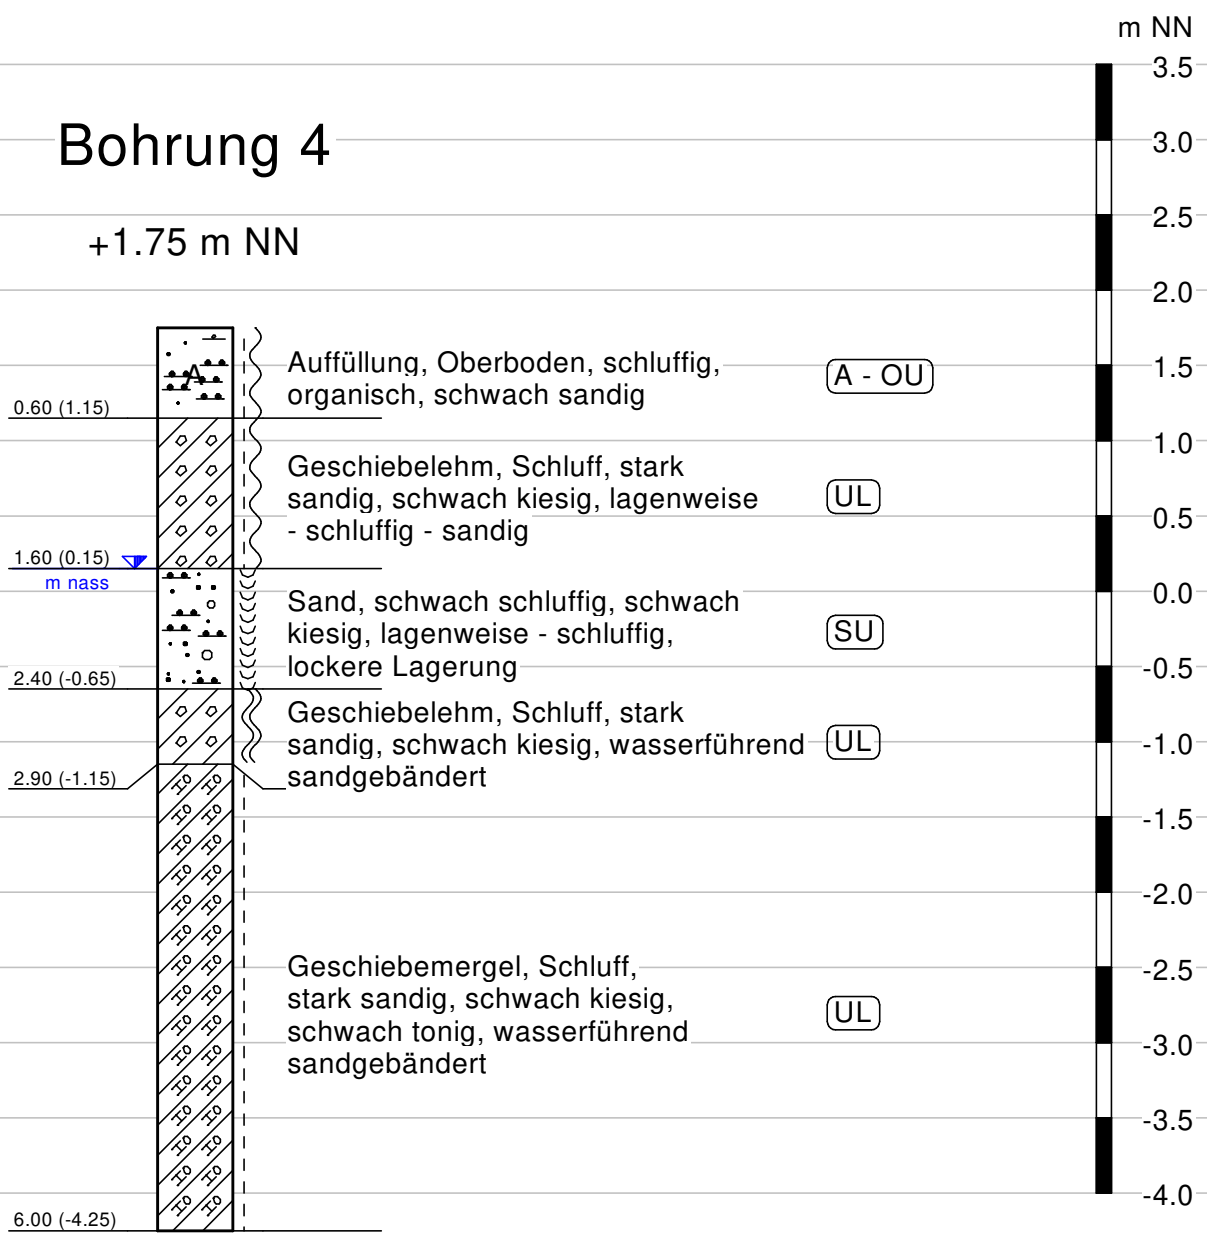 m NN
3.5
Bohrung 4
3.0
2.5
+1.75 m NN
2.0
A
Auffüllung, Oberboden, schluffig,
organisch, schwach sandig
A - OU
1.5
0.60 (1.15)
1.0
Geschiebelehm, Schluff, stark
sandig, schwach kiesig, lagenweise
- schluffig - sandig
UL
0.5
1.60 (0.15)
m nass
0.0
Sand, schwach schluffig, schwach
kiesig, lagenweise - schluffig,
lockere Lagerung
SU
-0.5
2.40 (-0.65)
Geschiebelehm, Schluff, stark
sandig, schwach kiesig, wasserführend
sandgebändert
UL
-1.0
2.90 (-1.15)
-1.5
-2.0
Geschiebemergel, Schluff,
stark sandig, schwach kiesig,
schwach tonig, wasserführend
sandgebändert
UL
-2.5
-3.0
-3.5
-4.0
6.00 (-4.25)